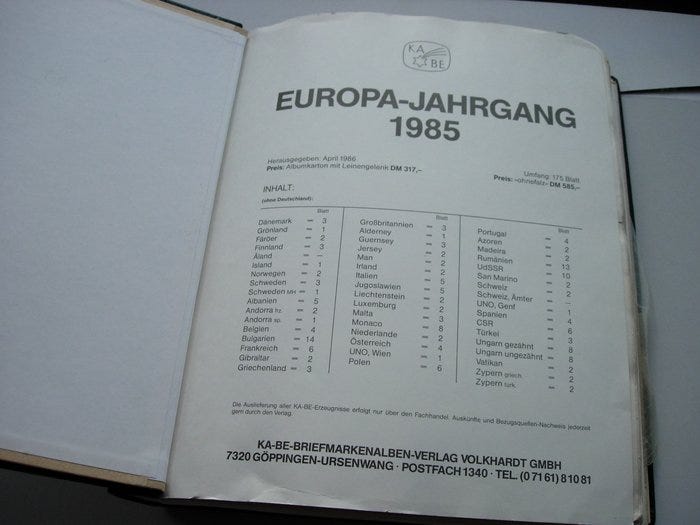 KA
BE
EUROPA-JAHRGANG
1985
Herausgegeben: April 1986
Preis: Albumkarton mit Leinengelenk DM 317,–
Umfang: 175 Blatt
Preis: -ohnefalz- DM 585,–
INHALT:
(ohne Deutschland):
Blatt
Dänemark = 3
Grönland = 1
Färöer = 2
Finnland = 3
Åland = –
Island = 1
Norwegen = 2
Schweden = 3
Schweden MH = 1
Albanien = 5
Andorra frz. = 2
Andorra sp. = 1
Belgien = 4
Bulgarien = 14
Frankreich = 6
Gibraltar = 2
Griechenland = 3
Blatt
Großbritannien = 3
Alderney = 1
Guernsey = 3
Jersey = 2
Man = 2
Irland = 2
Italien = 5
Jugoslawien = 5
Liechtenstein = 2
Luxemburg = 2
Malta = 3
Monaco = 8
Niederlande = 2
Österreich = 4
UNO, Wien = 1
Polen = 6
Blatt
Portugal = 4
Azoren = 2
Madeira = 2
Rumänien = 13
UdSSR = 10
San Marino = 2
Schweiz = 2
Schweiz, Ämter = –
UNO, Genf = 1
Spanien = 4
CSR = 6
Türkei = 3
Ungarn gezähnt = 8
Ungarn ungezähnt = 8
Vatikan = 2
Zypern griech. = 2
Zypern türk. = 2
Die Auslieferung aller KA-BE-Erzeugnisse erfolgt nur über den Fachhandel. Auskünfte und Bezugsquellen-Nachweis jederzeit
gern durch den Verlag.
KA-BE-BRIEFMARKENALBEN-VERLAG VOLKHARDT GMBH
7320 GÖPPINGEN-URSENWANG · POSTFACH 1340 · TEL. (0 71 61) 8 10 81